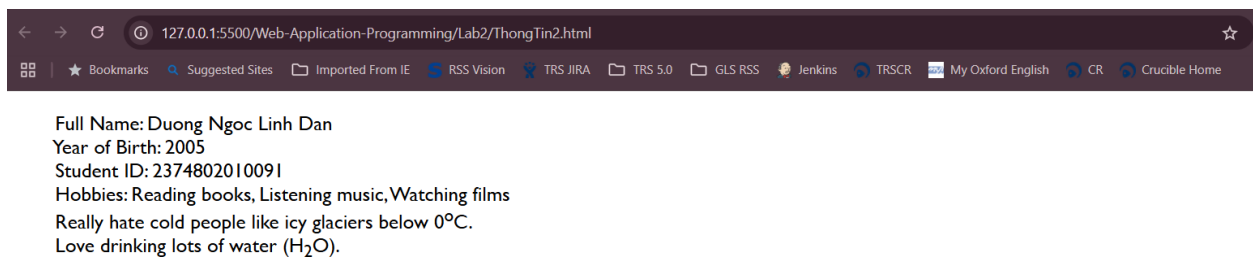 127.0.0.1:5500/Web-Application-Programming/Lab2/ThongTin2.html
Bookmarks Suggested Sites Imported From IE RSS Vision TRS JIRA TRS 5.0 GLS RSS Jenkins TRSCR My Oxford English CR Crucible Home
Full Name: Duong Ngoc Linh Dan
Year of Birth: 2005
Student ID: 2374802010091
Hobbies: Reading books, Listening music, Watching films
Really hate cold people like icy glaciers below 0⁰C.
Love drinking lots of water (H₂O).